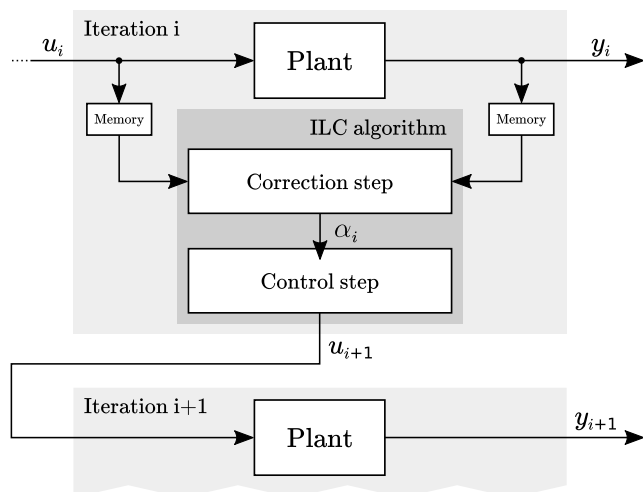 Iteration i
u_i
Plant
y_i
Memory
Memory
ILC algorithm
Correction step
α_i
Control step
u_{i+1}
Iteration i+1
Plant
y_{i+1}